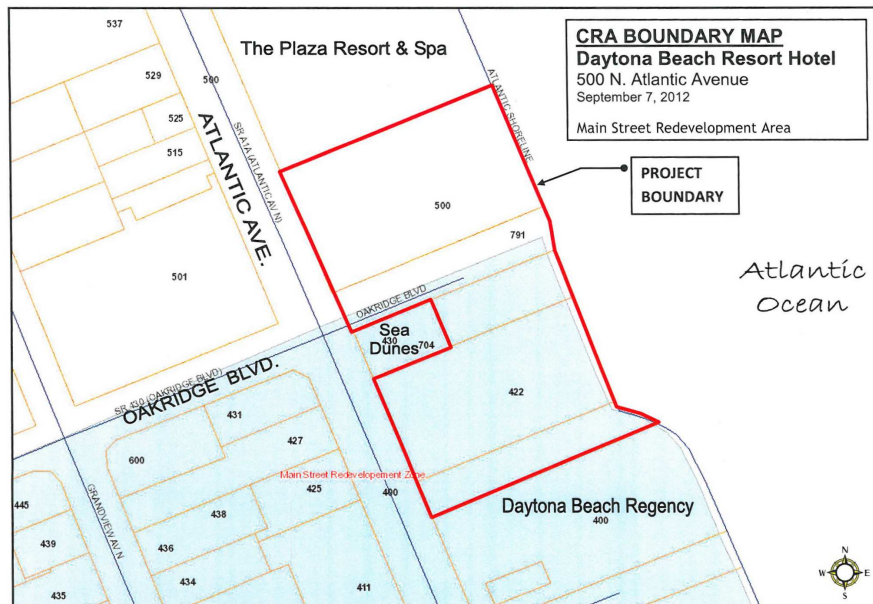 CRA BOUNDARY MAP
Daytona Beach Resort Hotel
500 N. Atlantic Avenue
September 7, 2012
Main Street Redevelopment Area
PROJECT
BOUNDARY
The Plaza Resort & Spa
537
529
500
525
515
501
ATLANTIC AVE.
SR A1A (ATLANTIC AV N)
ATLANTIC SHORELINE
500
791
Atlantic
Ocean
OAKRIDGE BLVD
Sea
Dunes
430
704
422
SR 430 (OAKRIDGE BLVD)
OAKRIDGE BLVD.
431
427
600
Main Street Redevelopement Zone
425
400
445
438
439
436
434
435
411
GRANDVIEW AV N
Daytona Beach Regency
400
N
W
E
S